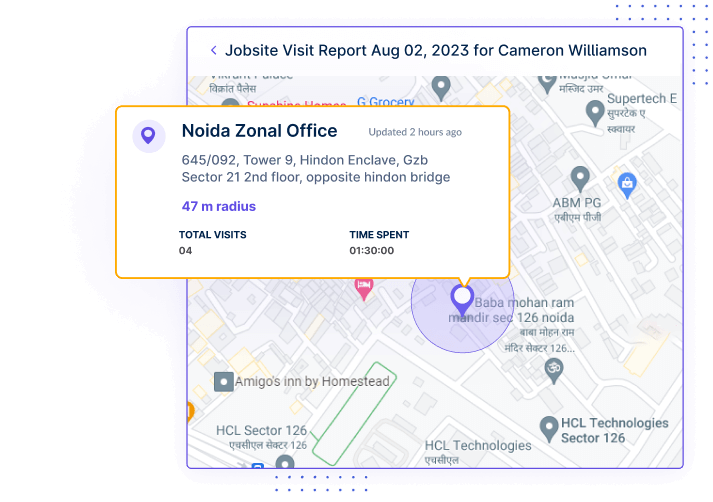 Jobsite Visit Report Aug 02, 2023 for Cameron Williamson
विक्रांत पैलेस
G Grocery
मस्जिद उमर
Supertech E
सुपरटेक ए
स्क्वायर
Noida Zonal Office
Updated 2 hours ago
645/092, Tower 9, Hindon Enclave, Gzb
Sector 21 2nd floor, opposite hindon bridge
47 m radius
TOTAL VISITS
TIME SPENT
04
01:30:00
ABM PG
एबीएम पीजी
Baba mohan ram
mandir sec 126 noida
बाबा मोहन राम
मंदिर सेक्टर 126...
Amigo's inn by Homestead
HCL Sector 126
एचसीएल सेक्टर 126
HCL Technologies
Sector 126
HCL Technologies
एचसीएल